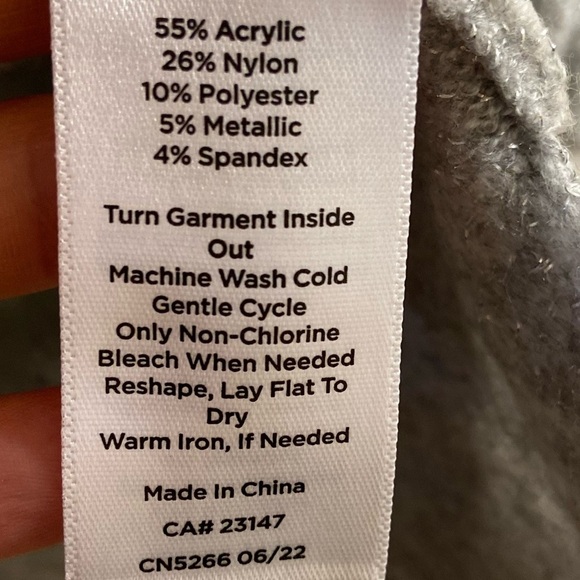 55% Acrylic
26% Nylon
10% Polyester
5% Metallic
4% Spandex
Turn Garment Inside
Out
Machine Wash Cold
Gentle Cycle
Only Non-Chlorine
Bleach When Needed
Reshape, Lay Flat To
Dry
Warm Iron, If Needed
Made In China
CA# 23147
CN5266 06/22